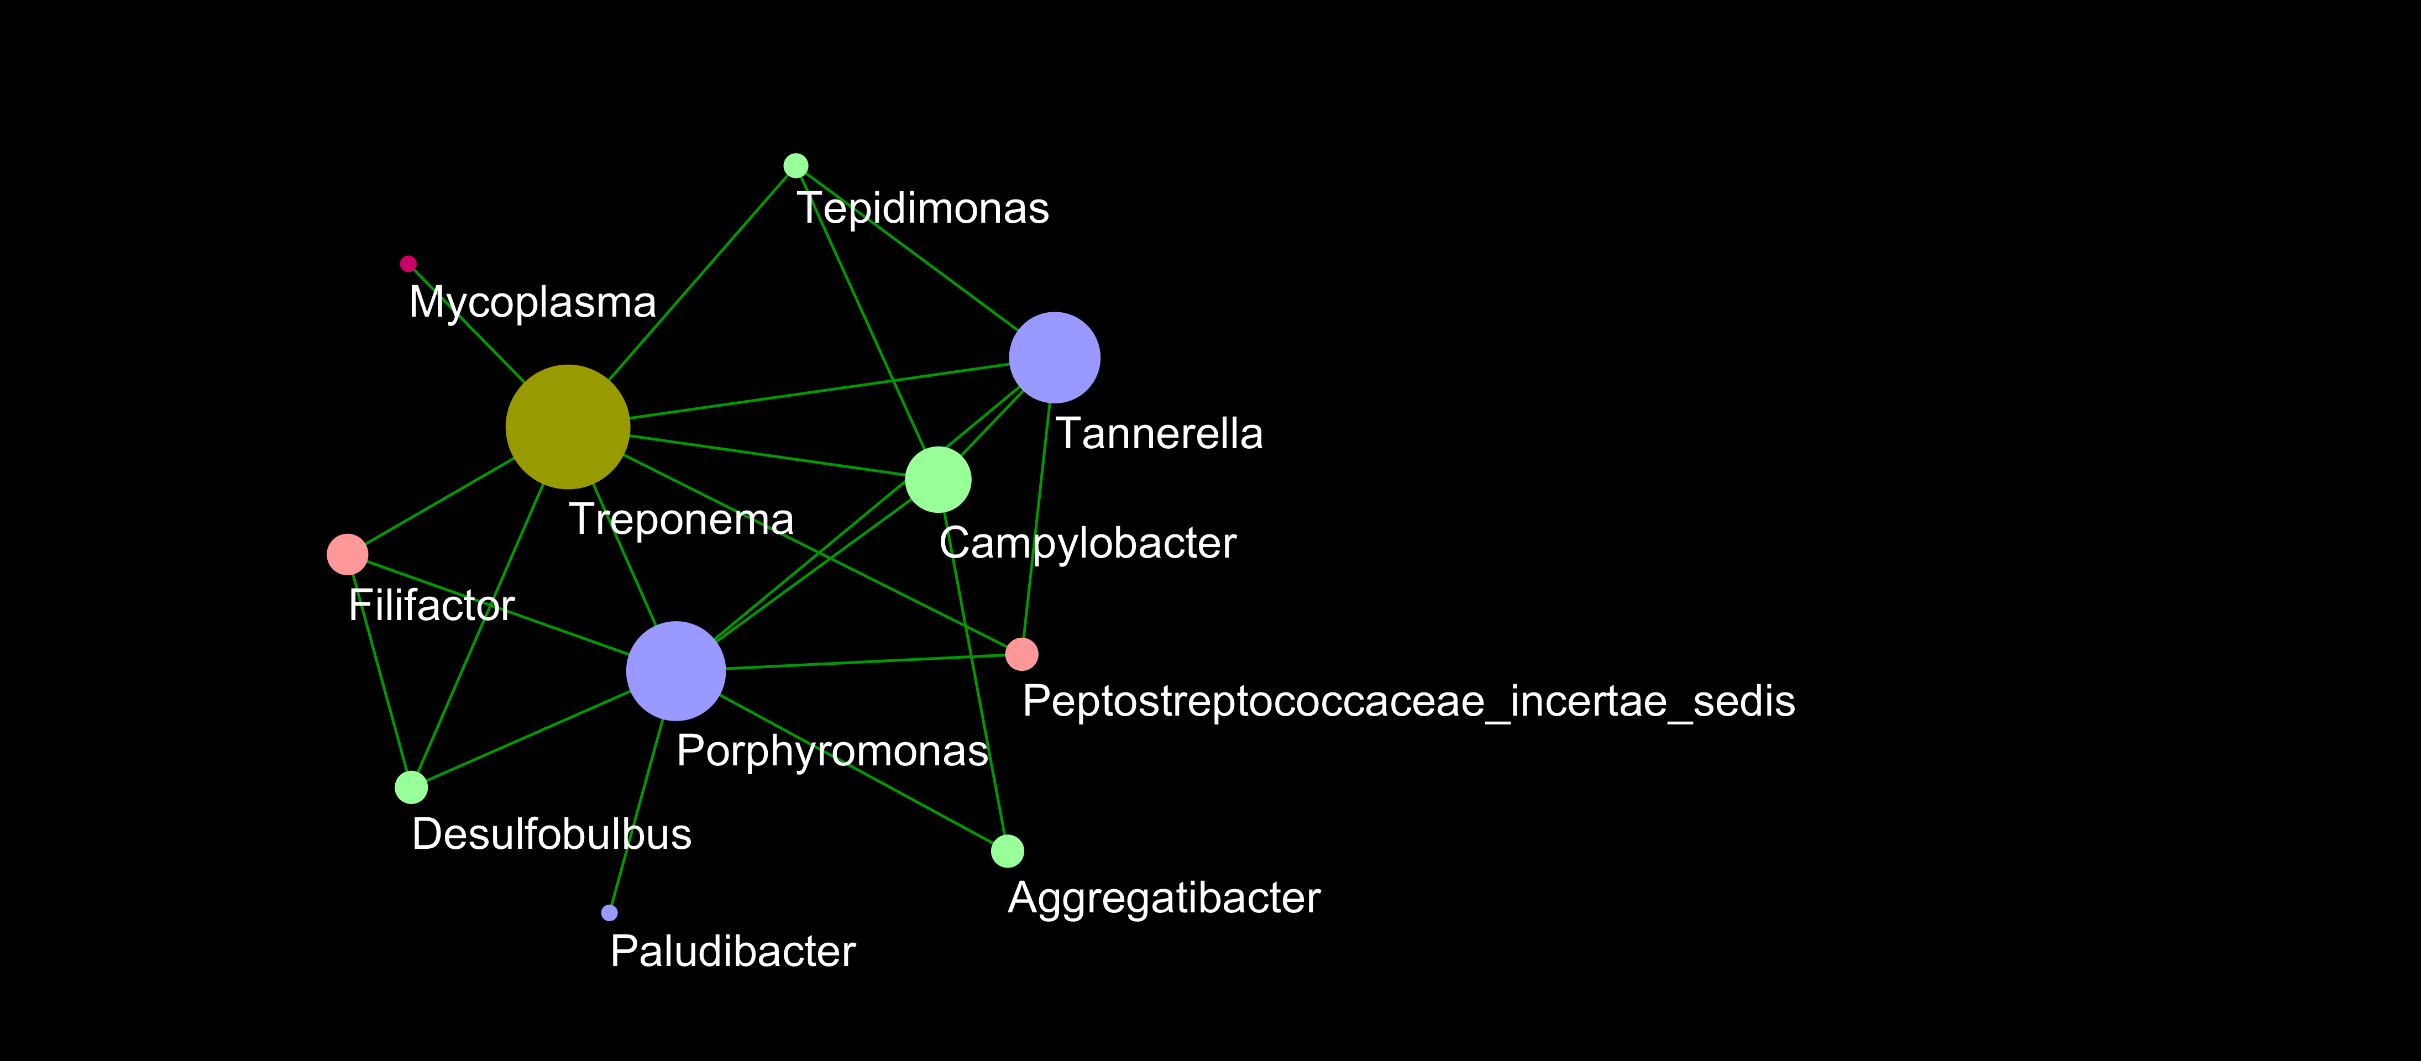 Tepidimonas
Mycoplasma
Tannerella
Treponema
Campylobacter
Filifactor
Peptostreptococcaceae_incertae_sedis
Porphyromonas
Desulfobulbus
Aggregatibacter
Paludibacter